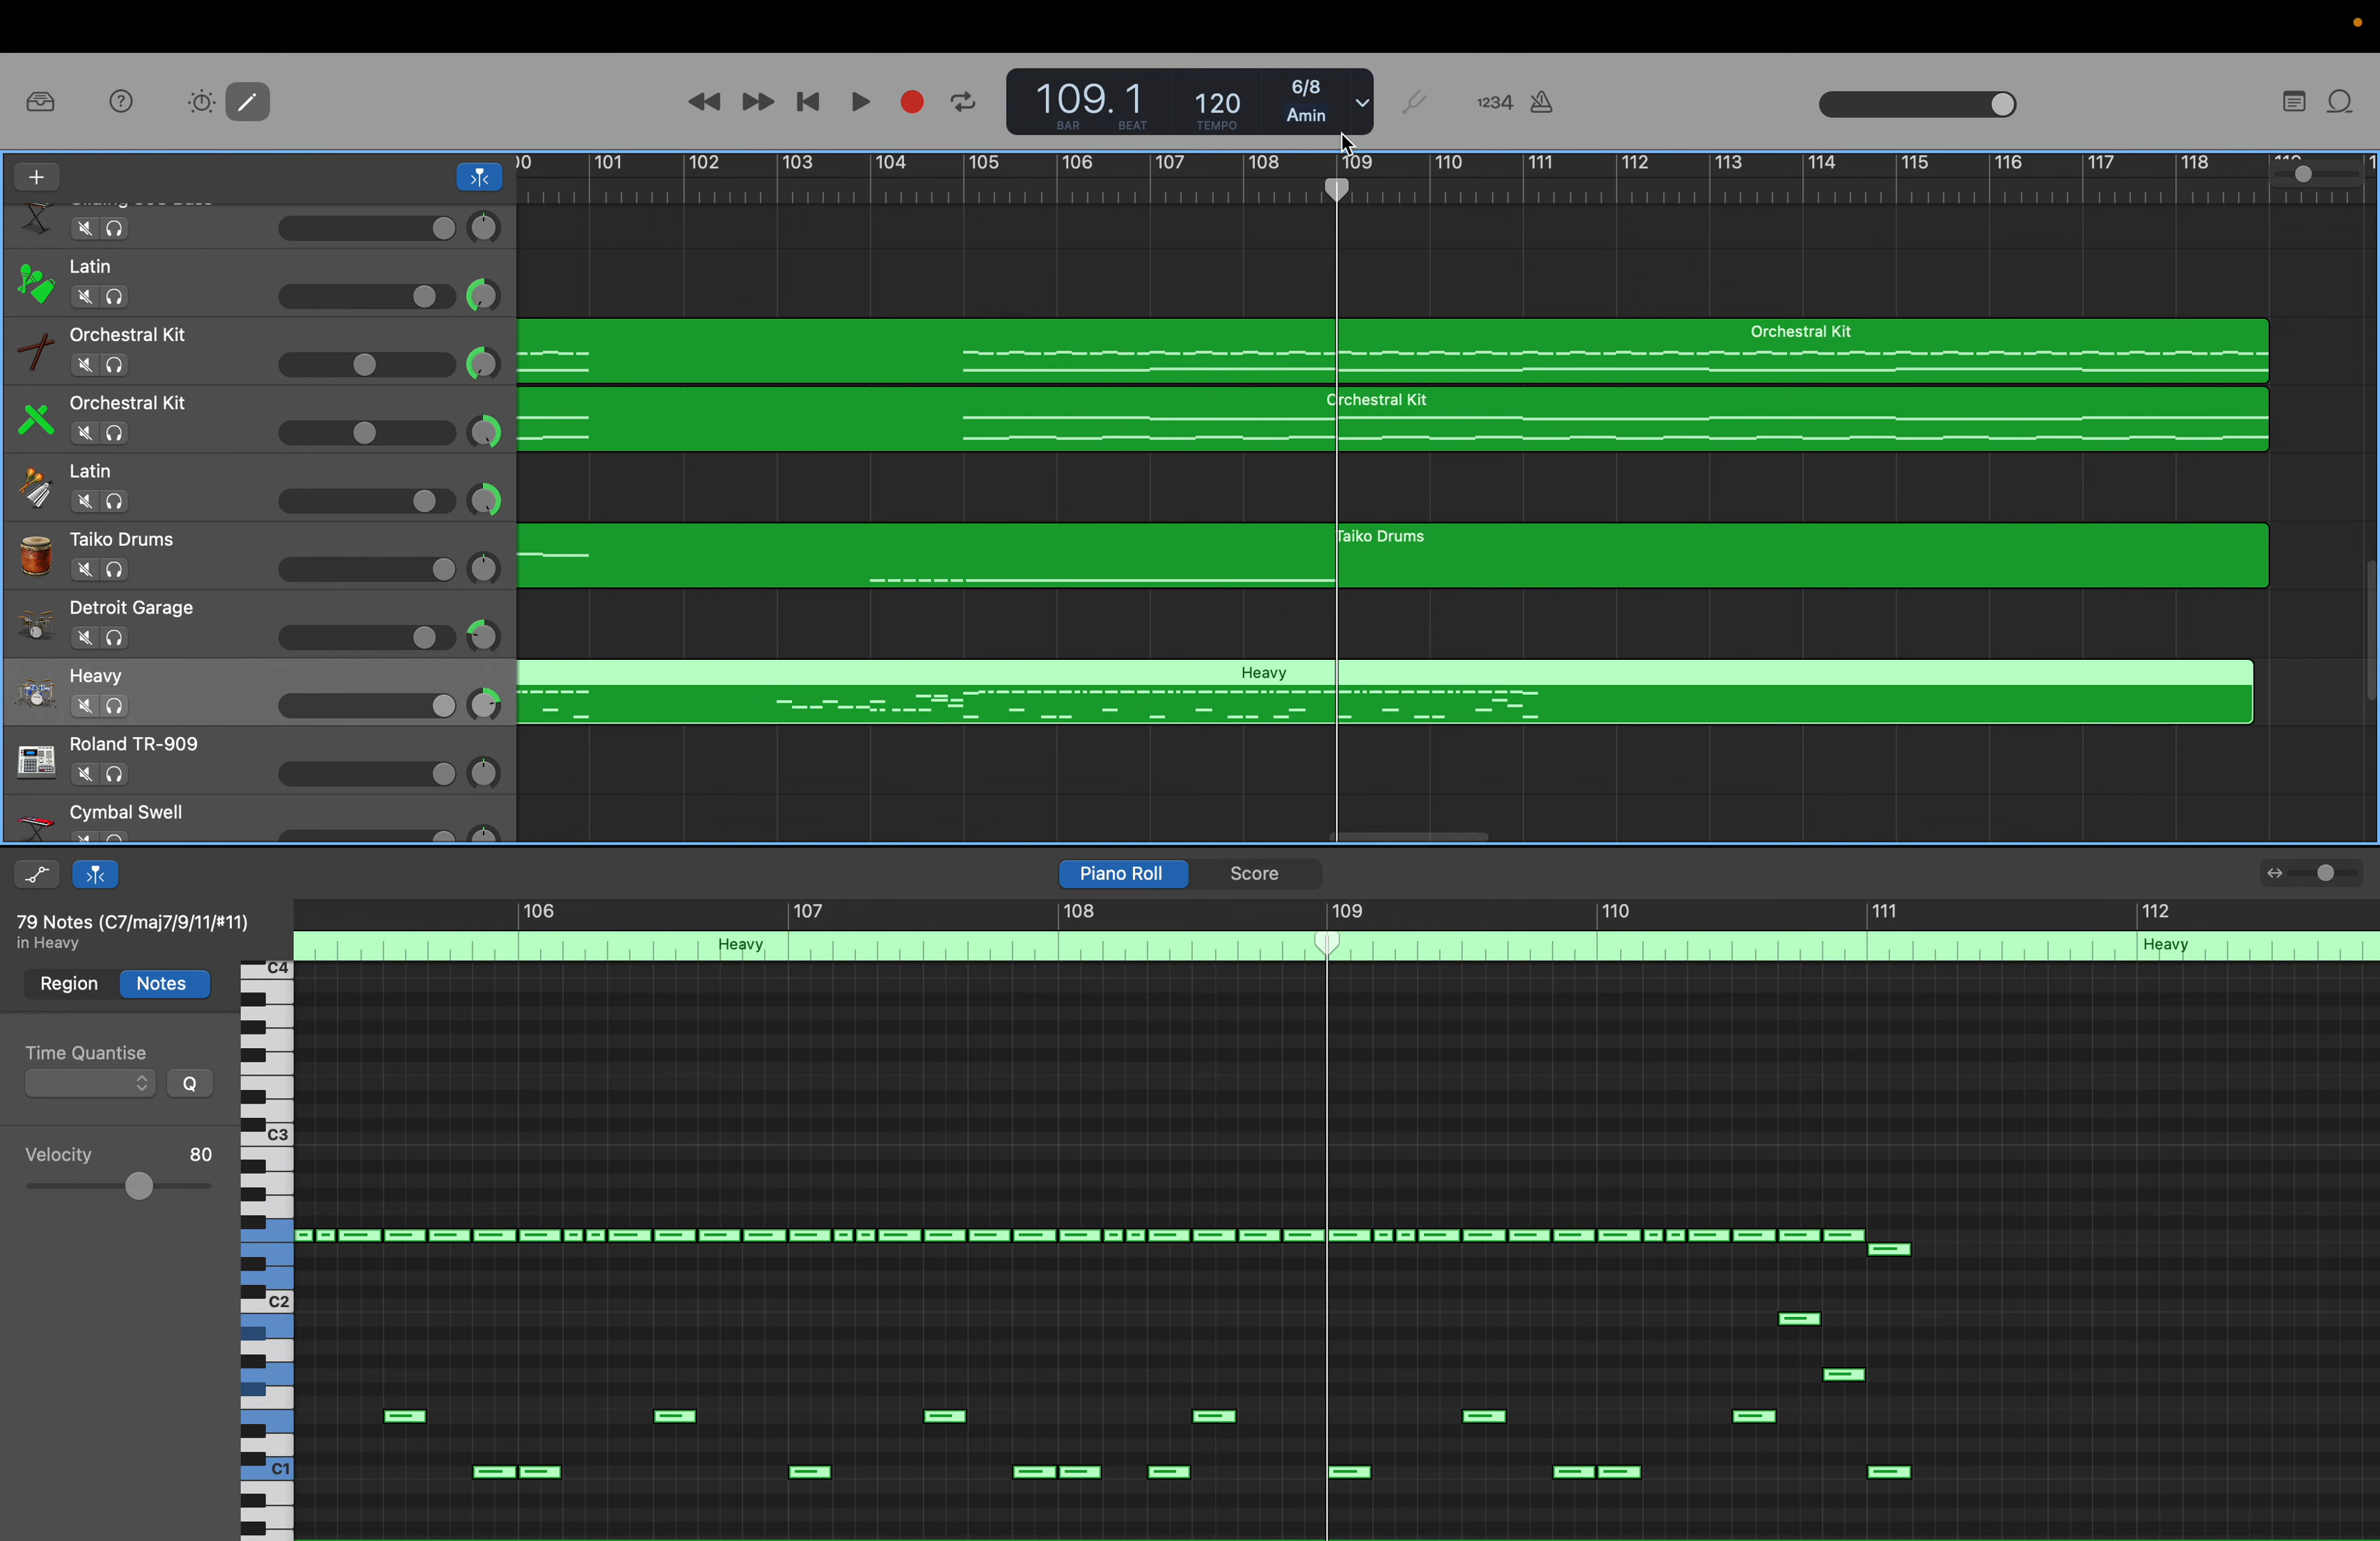 109. 1
BAR BEAT
120
TEMPO
6/8
Amin
1234
101 102 103 104 105 106 107 108 109 110 111 112 113 114 115 116 117 118
Latin
Orchestral Kit
Orchestral Kit
Orchestral Kit
Orchestral Kit
Latin
Taiko Drums
Taiko Drums
Detroit Garage
Heavy
Heavy
Roland TR-909
Cymbal Swell
Piano Roll Score
79 Notes (C7/maj7/9/11/#11)
in Heavy
106 107 108 109 110 111 112
Heavy Heavy
Region Notes
C4
Time Quantise
Q
C3
Velocity 80
C2
C1